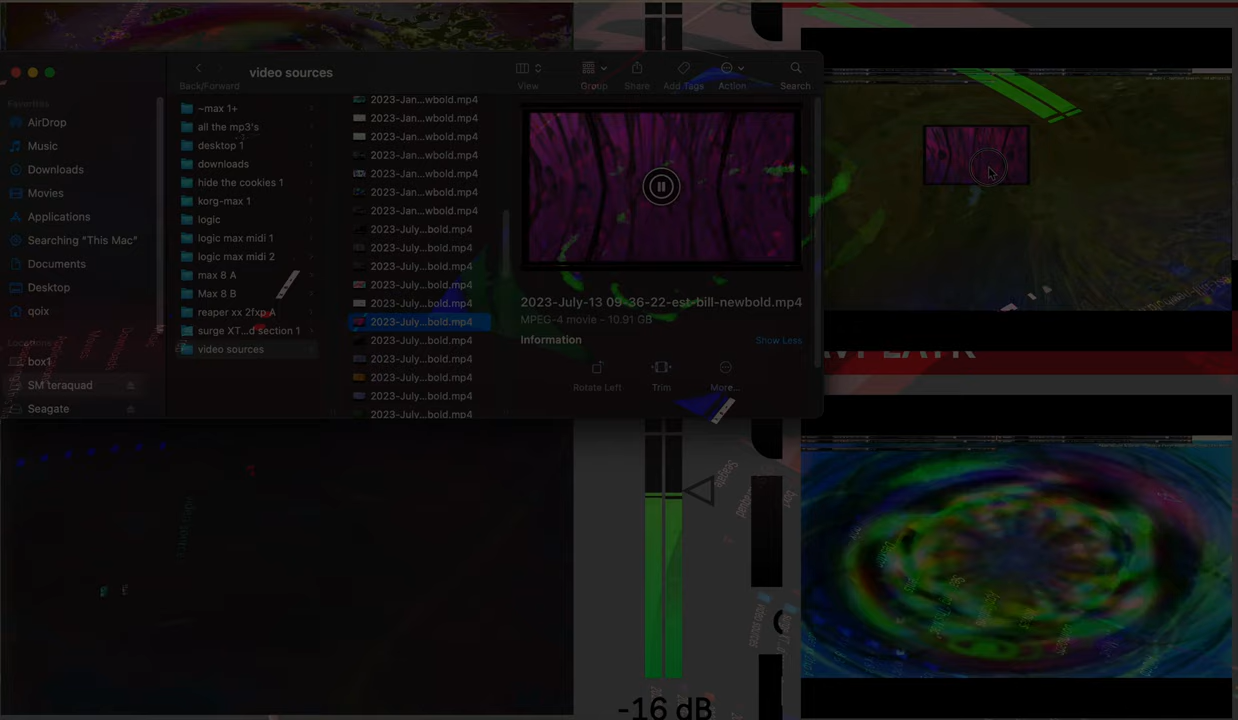 video sources
Back/Forward
View
Group
Share
Add Tags
Action
Search
Favorites
AirDrop
Music
Downloads
Movies
Applications
Searching "This Mac"
Documents
Desktop
qoix
Locations
box1
SM teraquad
Seagate
~max 1+
all the mp3's
desktop 1
downloads
hide the cookies 1
korg-max 1
logic
logic max midi 1
logic max midi 2
max 8 A
Max 8 B
reaper xx 2fxp A
surge XT...d section 1
video sources
2023-Jan...wbold.mp4
2023-Jan...wbold.mp4
2023-Jan...wbold.mp4
2023-Jan...wbold.mp4
2023-Jan...wbold.mp4
2023-Jan...wbold.mp4
2023-Jan...wbold.mp4
2023-July...bold.mp4
2023-July...bold.mp4
2023-July...bold.mp4
2023-July...bold.mp4
2023-July...bold.mp4
2023-July...bold.mp4
2023-July...bold.mp4
2023-July...bold.mp4
2023-July...bold.mp4
2023-July...bold.mp4
2023-July...bold.mp4
2023-July-13 09-36-22-est-bill-newbold.mp4
MPEG-4 movie - 10.91 GB
Information
Show Less
Rotate Left
Trim
More...
-16 dB